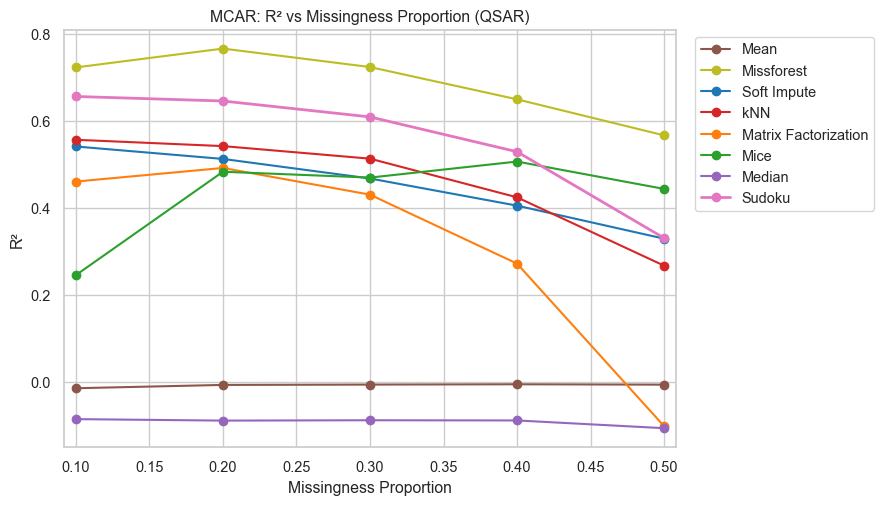 MCAR: R² vs Missingness Proportion (QSAR)
0.8
0.6
0.4
0.2
0.0
R²
0.10 0.15 0.20 0.25 0.30 0.35 0.40 0.45 0.50
Missingness Proportion
Mean
Missforest
Soft Impute
kNN
Matrix Factorization
Mice
Median
Sudoku